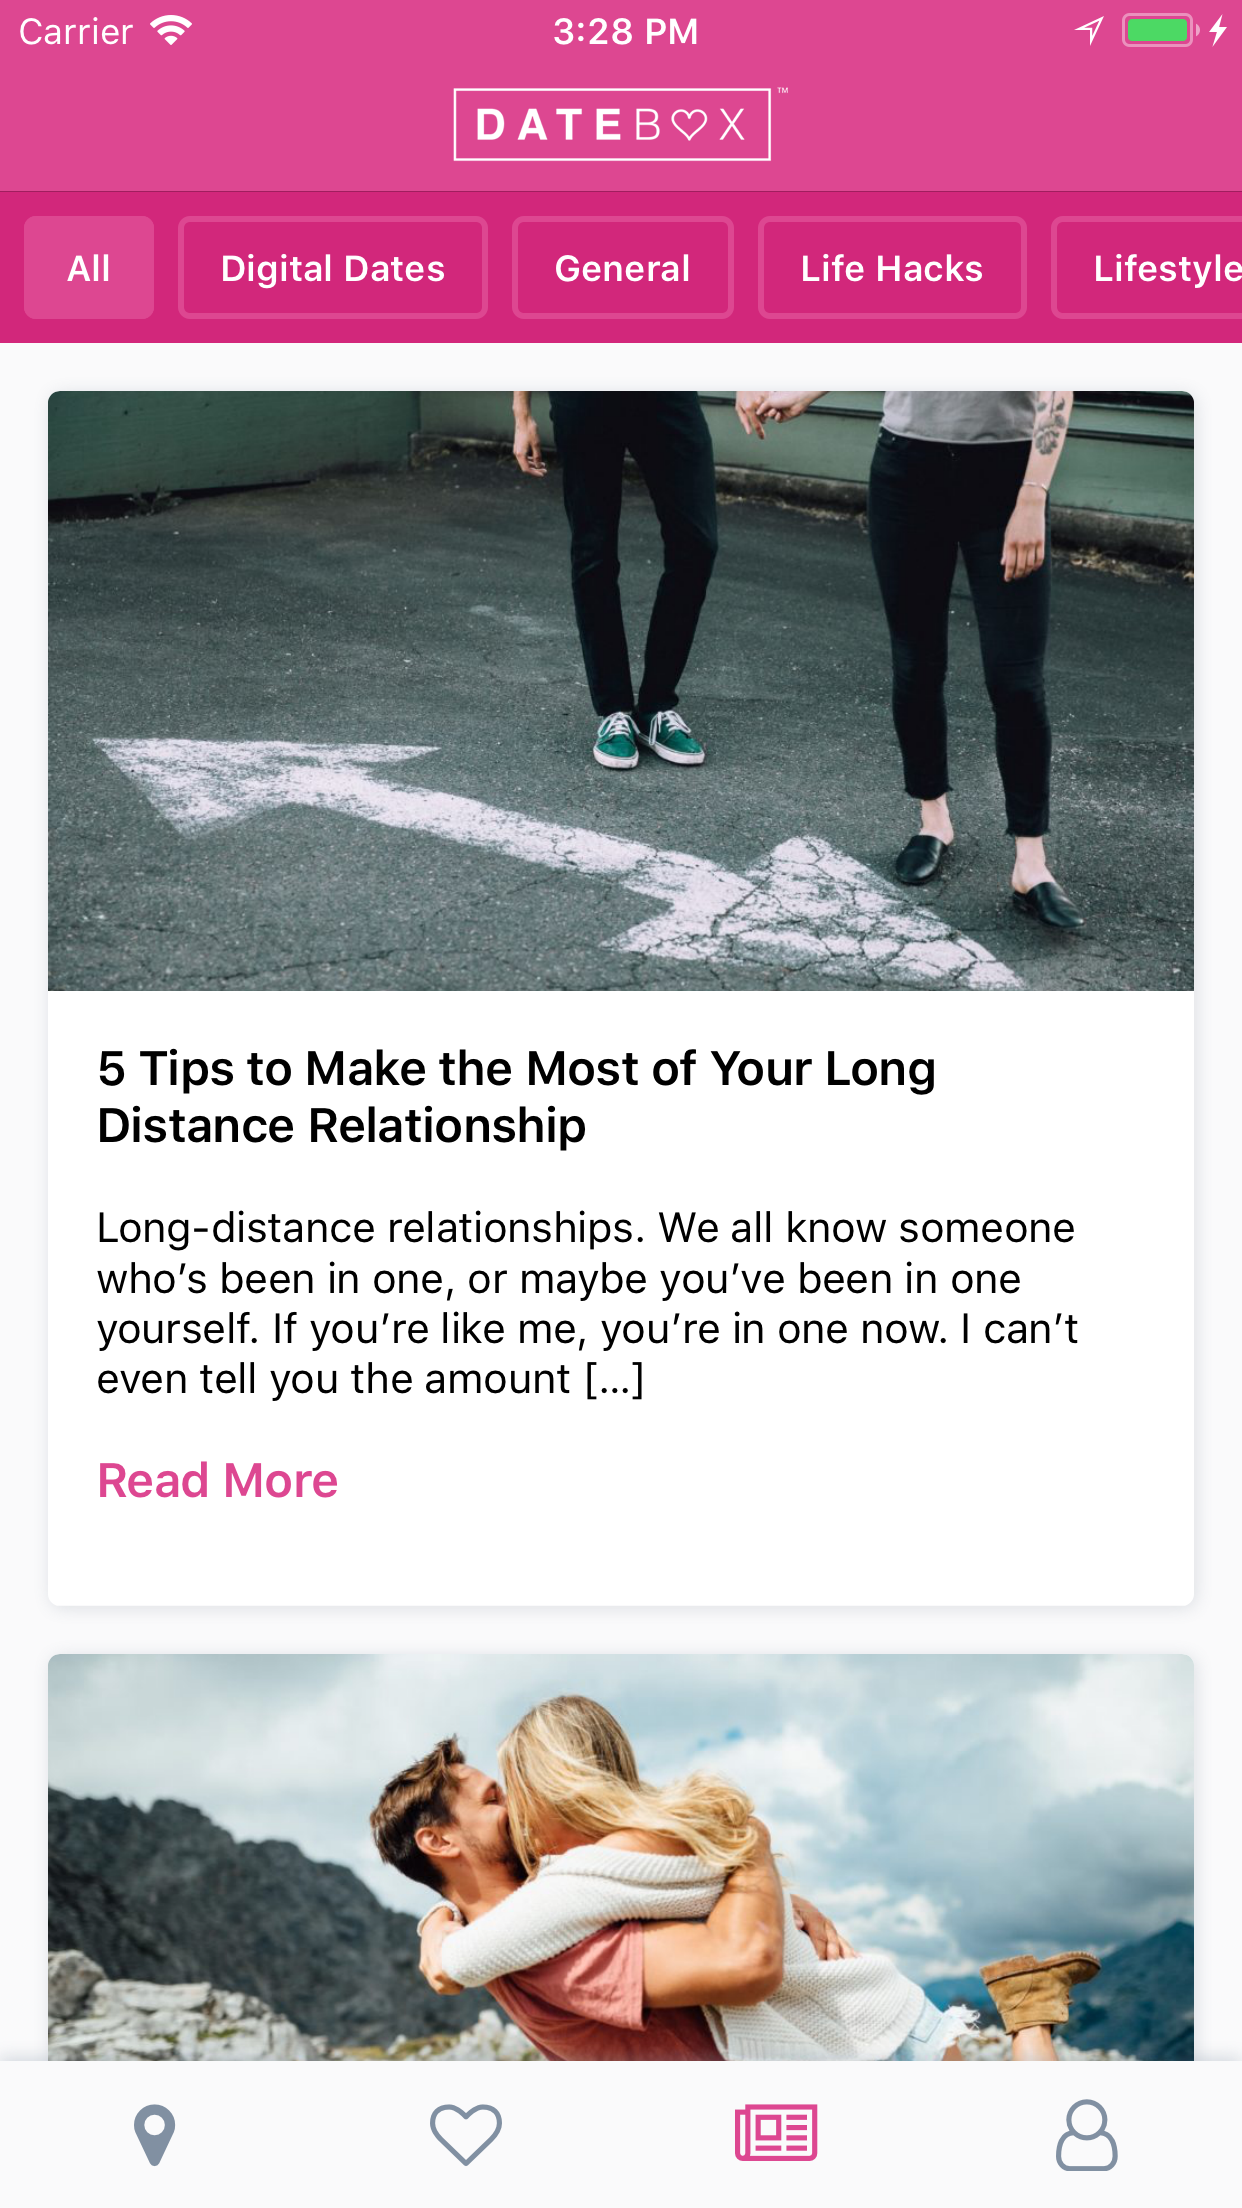 Carrier
3:28 PM
DATEBOX™
All
Digital Dates
General
Life Hacks
Lifestyle
5 Tips to Make the Most of Your Long
Distance Relationship
Long-distance relationships. We all know someone
who’s been in one, or maybe you’ve been in one
yourself. If you’re like me, you’re in one now. I can’t
even tell you the amount [...]
Read More